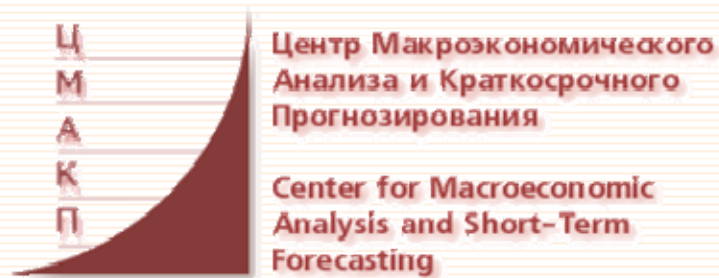 Ц
М
А
К
П
Центр Макроэкономического
Анализа и Краткосрочного
Прогнозирования
Center for Macroeconomic
Analysis and Short-Term
Forecasting